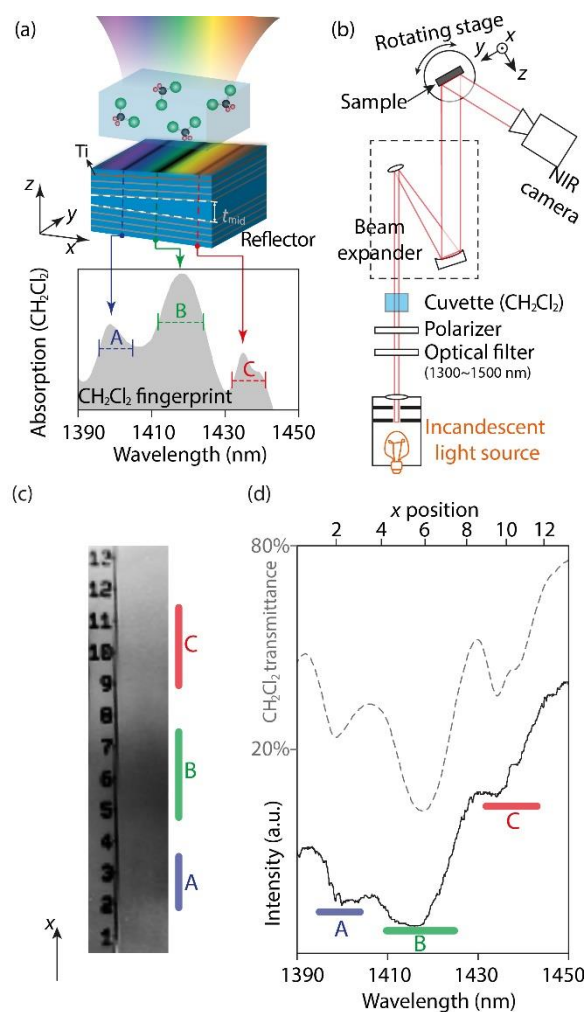 (a)
Ti
z
y
x
t_mid
Reflector
Absorption (CH2Cl2)
A
B
C
CH2Cl2 fingerprint
1390 1410 1430 1450
Wavelength (nm)
(b)
Rotating stage
x
y
z
Sample
NIR
camera
Beam
expander
Cuvette (CH2Cl2)
Polarizer
Optical filter
(1300~1500 nm)
Incandescent
light source
(c)
13
12
11
10
9
8
7
6
5
4
3
2
1
C
B
A
x
(d)
x position
2 4 6 8 10 12
80%
20%
CH2Cl2 transmittance
Intensity (a.u.)
A
B
C
1390 1410 1430 1450
Wavelength (nm)